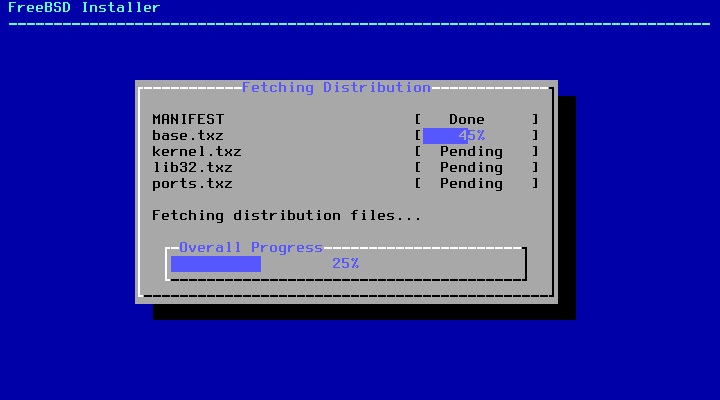 FreeBSD Installer
Fetching Distribution
MANIFEST [ Done ]
base.txz [ 45% ]
kernel.txz [ Pending ]
lib32.txz [ Pending ]
ports.txz [ Pending ]
Fetching distribution files...
Overall Progress
25%